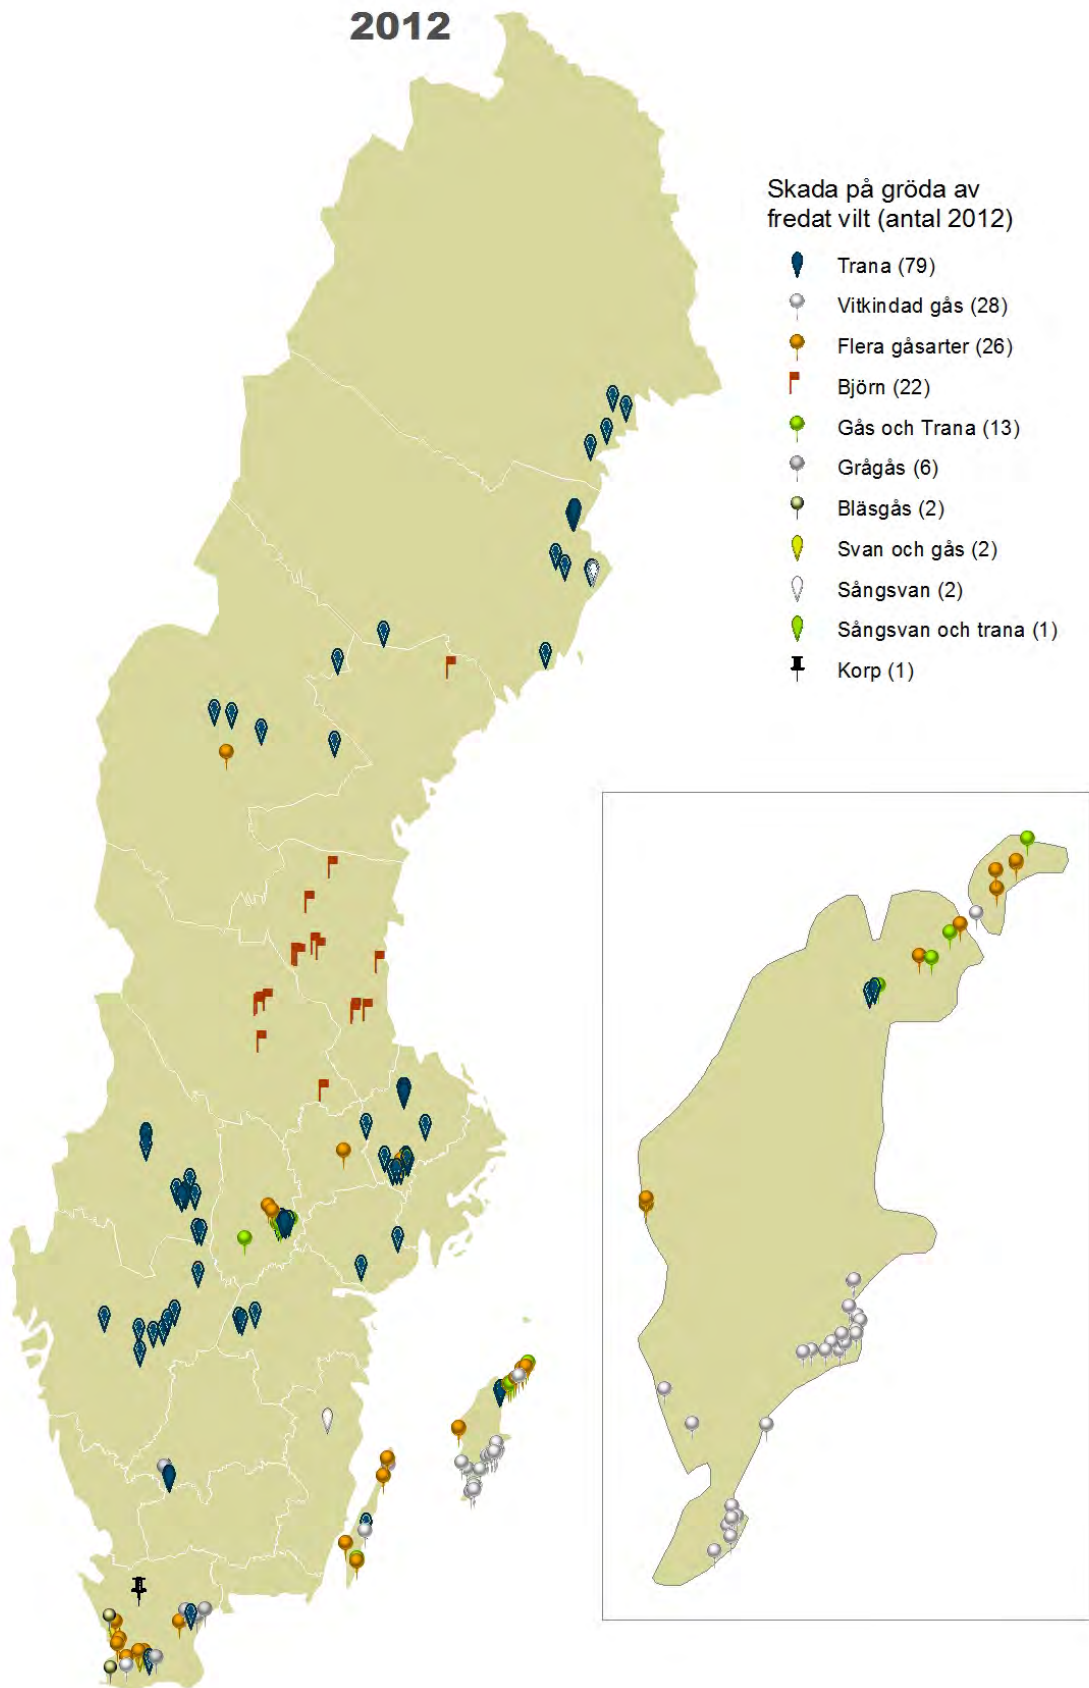 2012
Skada på gröda av
fredat vilt (antal 2012)
Trana (79)
Vitkindad gås (28)
Flera gåsarter (26)
Björn (22)
Gås och Trana (13)
Grågås (6)
Bläsgås (2)
Svan och gås (2)
Sångsvan (2)
Sångsvan och trana (1)
Korp (1)